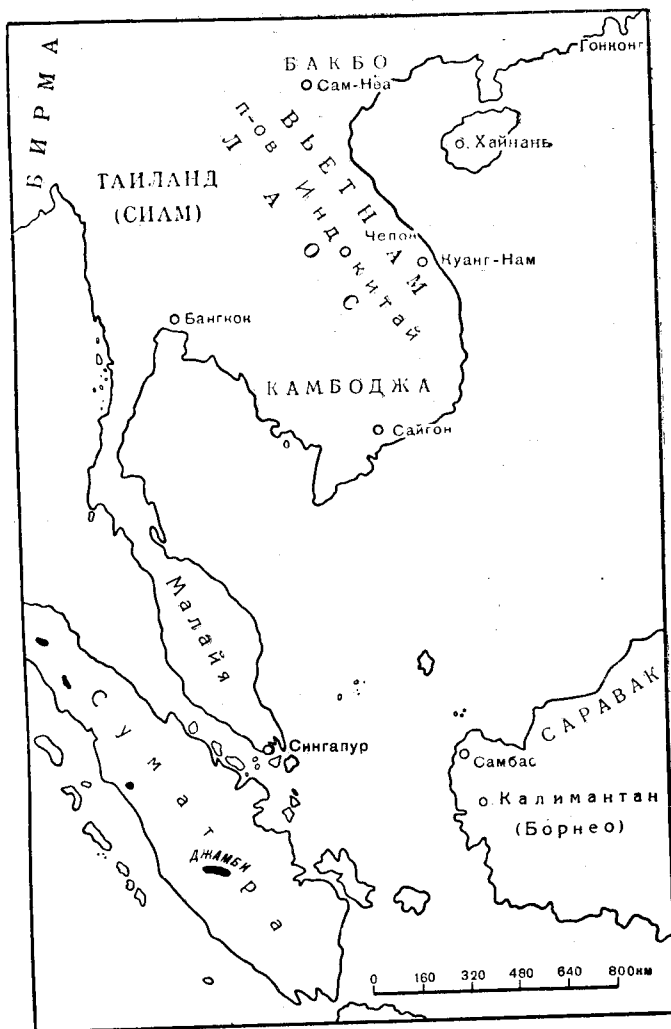 БИРМА
БАКБО
Сам-Неа
Гонконг
о. Хайнань
ВЬЕТНАМ
п-ов Индокитай
ЛАОС
ТАИЛАНД
(СИАМ)
Чепон
Куанг-Нам
Бангкок
КАМБОДЖА
Сайгон
Малайя
Суматра
Сингапур
САРАВАК
Самбас
о. Калимантан
(Борнео)
ДЖАМБИ
0 160 320 480 640 800км